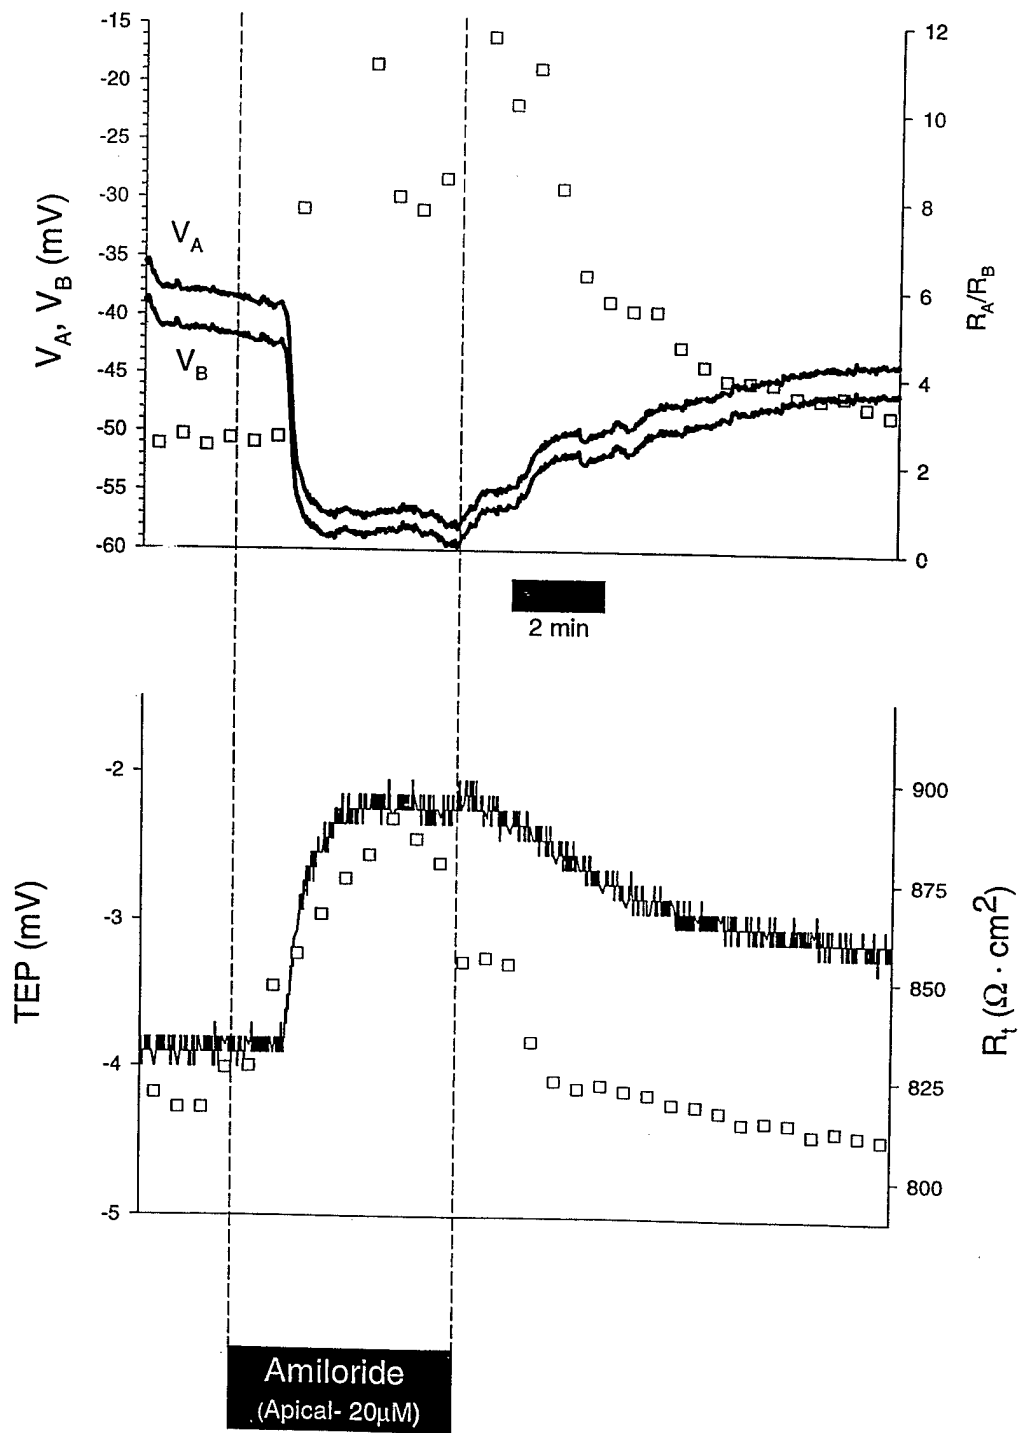 -15
-20
-25
-30
-35
-40
-45
-50
-55
-60
V_A, V_B (mV)
V_A
V_B
12
10
8
6
4
2
0
R_A/R_B
2 min
-2
-3
-4
-5
TEP (mV)
900
875
850
825
800
R_t (Ω · cm²)
Amiloride
(Apical- 20μM)